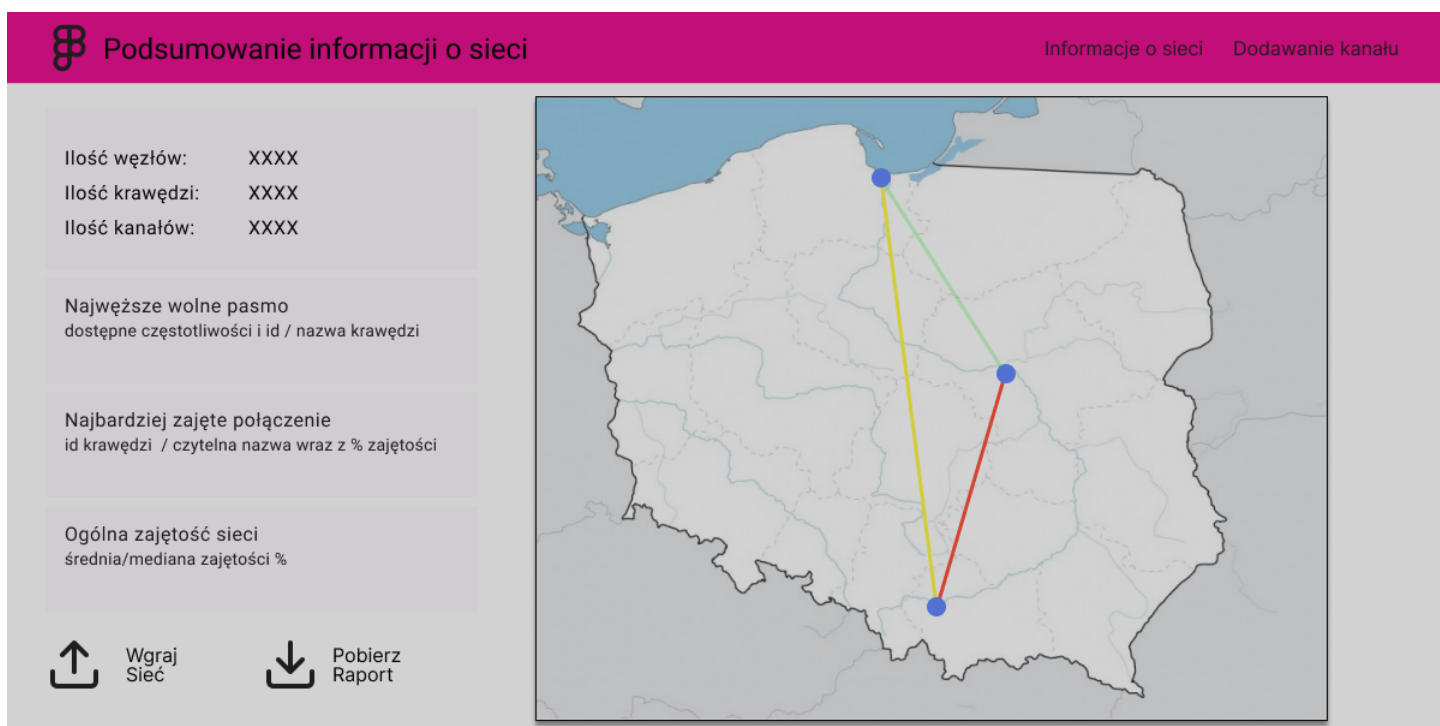 Podsumowanie informacji o sieci
Informacje o sieci
Dodawanie kanału
Ilość węzłów: XXXX
Ilość krawędzi: XXXX
Ilość kanałów: XXXX
Najwęższe wolne pasmo
dostępne częstotliwości i id / nazwa krawędzi
Najbardziej zajęte połączenie
id krawędzi / czytelna nazwa wraz z % zajętości
Ogólna zajętość sieci
średnia/mediana zajętości %
Wgraj
Sieć
Pobierz
Raport